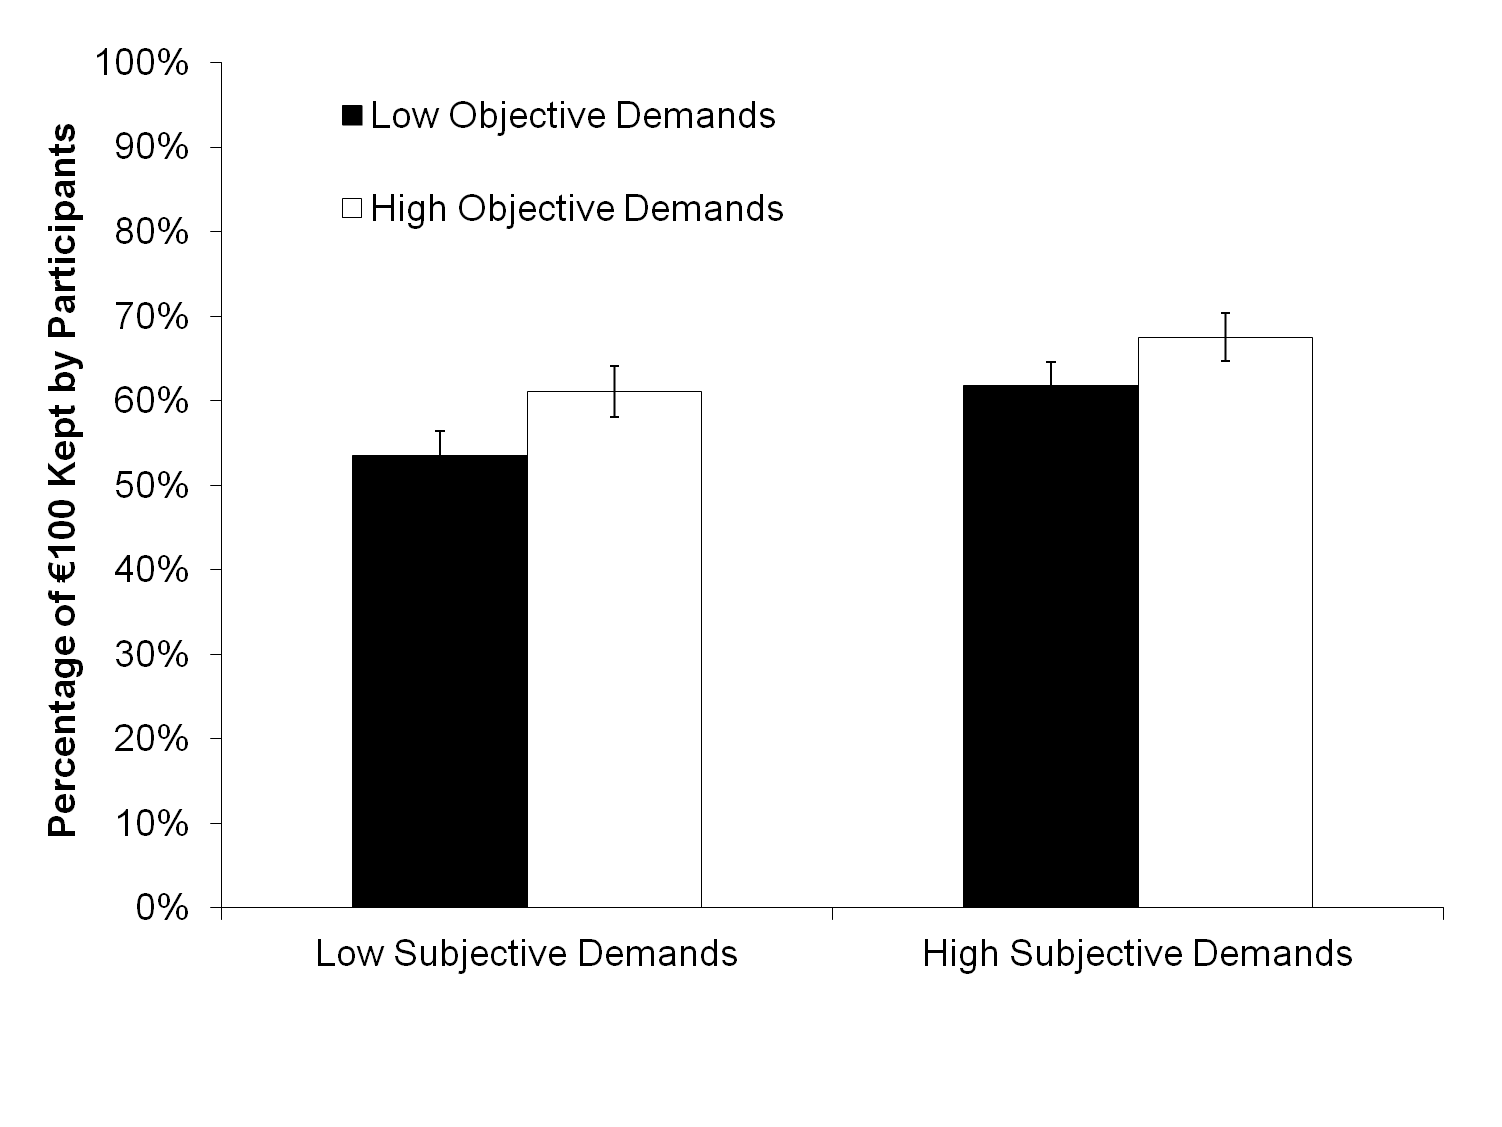 Percentage of €100 Kept by Participants
100%
90%
80%
70%
60%
50%
40%
30%
20%
10%
0%
Low Objective Demands
High Objective Demands
Low Subjective Demands
High Subjective Demands